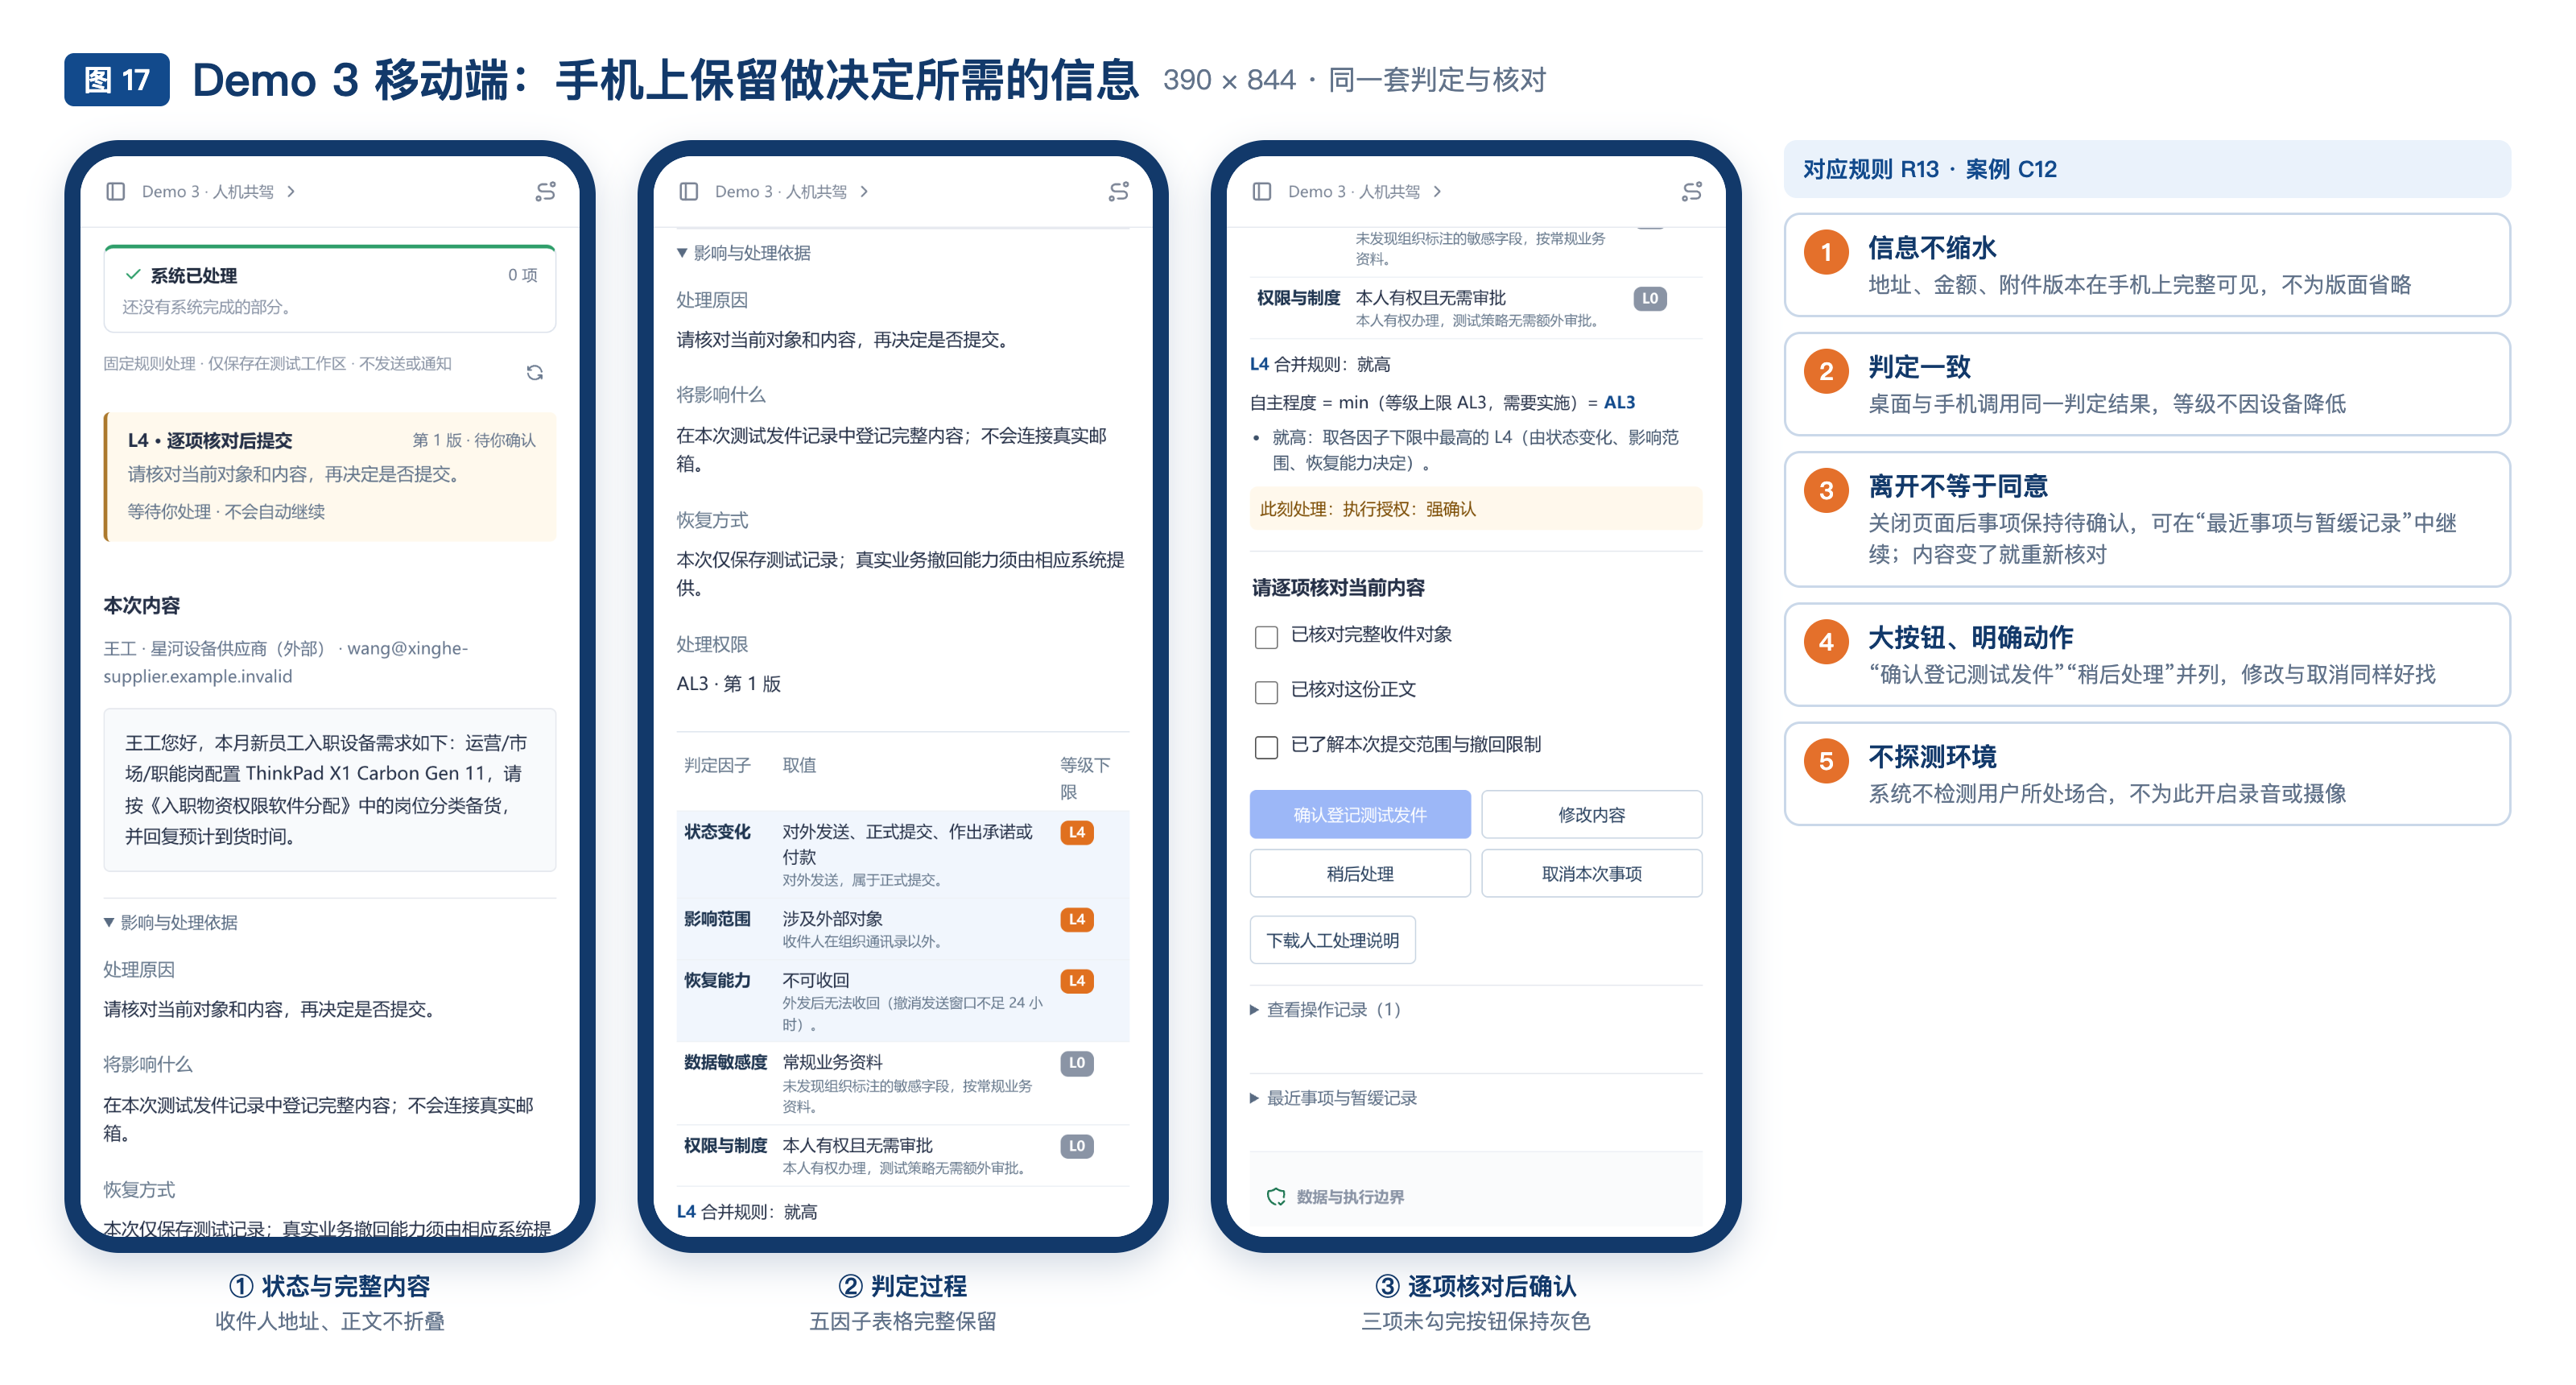 图 17
Demo 3 移动端：手机上保留做决定所需的信息
390 × 844 · 同一套判定与核对
Demo 3 · 人机共驾
系统已处理
0 项
还没有系统完成的部分。
固定规则处理 · 仅保存在测试工作区 · 不发送或通知
L4 • 逐项核对后提交
第 1 版 · 待你确认
请核对当前对象和内容，再决定是否提交。
等待你处理 · 不会自动继续
本次内容
王工 · 星河设备供应商（外部） · wang@xinghe-
supplier.example.invalid
王工您好，本月新员工入职设备需求如下：运营/市
场/职能岗配置 ThinkPad X1 Carbon Gen 11，请
按《入职物资权限软件分配》中的岗位分类备货，
并回复预计到货时间。
▼ 影响与处理依据
处理原因
请核对当前对象和内容，再决定是否提交。
将影响什么
在本次测试发件记录中登记完整内容；不会连接真实邮
箱。
恢复方式
本次仅保存测试记录；真实业务撤回能力须由相应系统提
① 状态与完整内容
收件人地址、正文不折叠
Demo 3 · 人机共驾
▼ 影响与处理依据
处理原因
请核对当前对象和内容，再决定是否提交。
将影响什么
在本次测试发件记录中登记完整内容；不会连接真实邮
箱。
恢复方式
本次仅保存测试记录；真实业务撤回能力须由相应系统提
供。
处理权限
AL3 · 第 1 版
判定因子
取值
等级下
限
状态变化
对外发送、正式提交、作出承诺或
付款
L4
对外发送，属于正式提交。
影响范围
涉及外部对象
L4
收件人在组织通讯录以外。
恢复能力
不可收回
L4
外发后无法收回（撤消发送窗口不足 24 小
时）。
数据敏感度
常规业务资料
L0
未发现组织标注的敏感字段，按常规业务
资料。
权限与制度
本人有权且无需审批
L0
本人有权办理，测试策略无需额外审批。
L4 合并规则：就高
② 判定过程
五因子表格完整保留
Demo 3 · 人机共驾
未发现组织标注的敏感字段，按常规业务
资料。
权限与制度
本人有权且无需审批
L0
本人有权办理，测试策略无需额外审批。
L4 合并规则：就高
自主程度 = min（等级上限 AL3，需要实施）= AL3
• 就高：取各因子下限中最高的 L4（由状态变化、影响范
围、恢复能力决定）。
此刻处理：执行授权：强确认
请逐项核对当前内容
已核对完整收件对象
已核对这份正文
已了解本次提交范围与撤回限制
确认登记测试发件
修改内容
稍后处理
取消本次事项
下载人工处理说明
▶ 查看操作记录（1）
▶ 最近事项与暂缓记录
数据与执行边界
③ 逐项核对后确认
三项未勾完按钮保持灰色
对应规则 R13 · 案例 C12
1
信息不缩水
地址、金额、附件版本在手机上完整可见，不为版面省略
2
判定一致
桌面与手机调用同一判定结果，等级不因设备降低
3
离开不等于同意
关闭页面后事项保持待确认，可在“最近事项与暂缓记录”中继
续；内容变了就重新核对
4
大按钮、明确动作
“确认登记测试发件”“稍后处理”并列，修改与取消同样好找
5
不探测环境
系统不检测用户所处场合，不为此开启录音或摄像